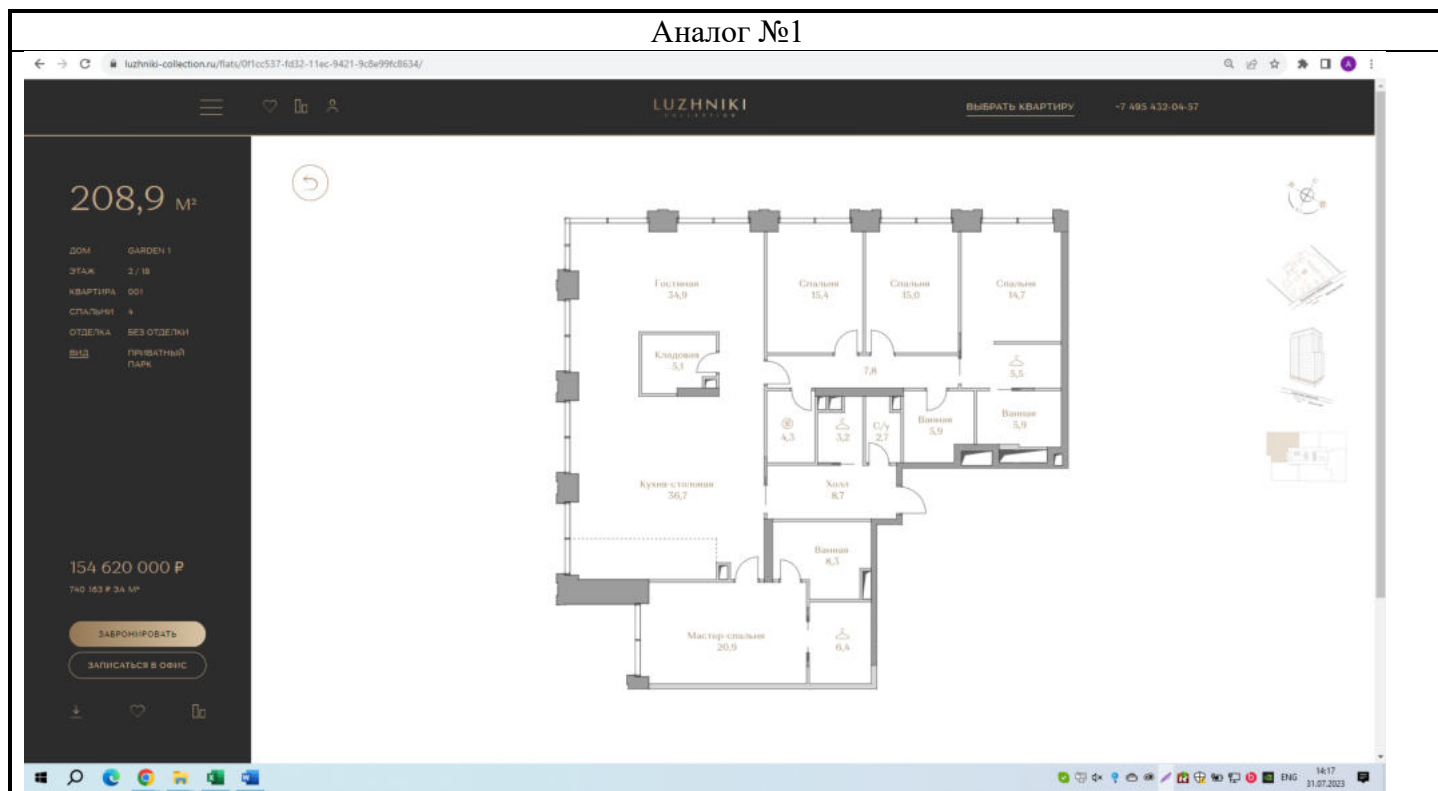 Аналог №1
luzhniki-collection.ru/flats/0f1cc537-fd32-11ec-9421-9c8e99fc8634/
LUZHNIKI
COLLECTION
ВЫБРАТЬ КВАРТИРУ
+7 495 432-04-57
208,9 М²
ДОМ GARDEN 1
ЭТАЖ 2 / 18
КВАРТИРА 001
СПАЛЬНИ 4
ОТДЕЛКА БЕЗ ОТДЕЛКИ
ВИД ПРИВАТНЫЙ
ПАРК
Гостиная
34,9
Спальня
15,4
Спальня
15,0
Спальня
14,7
Кладовая
5,1
7,8
5,5
4,3
3,2
С/у
2,7
Ванная
5,9
Ванная
5,9
Кухня-столовая
36,7
Холл
8,7
Ванная
8,3
Мастер-спальня
20,9
6,4
154 620 000 ₽
740 163 ₽ ЗА М²
ЗАБРОНИРОВАТЬ
ЗАПИСАТЬСЯ В ОФИС
ENG
14:17
31.07.2023